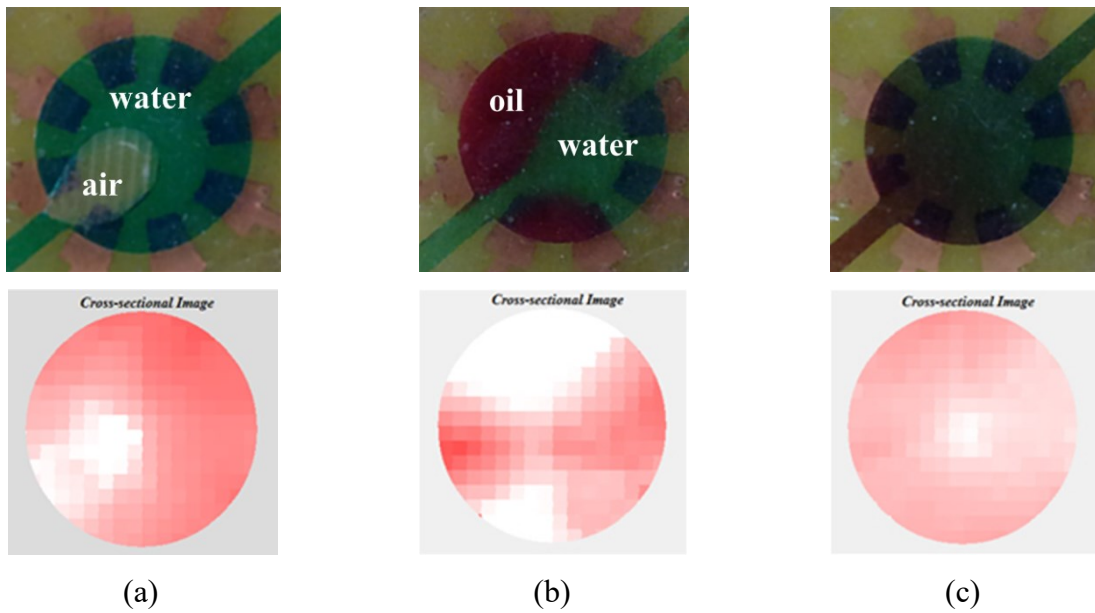 water
air
oil
water
Cross-sectional Image
Cross-sectional Image
Cross-sectional Image
(a)
(b)
(c)